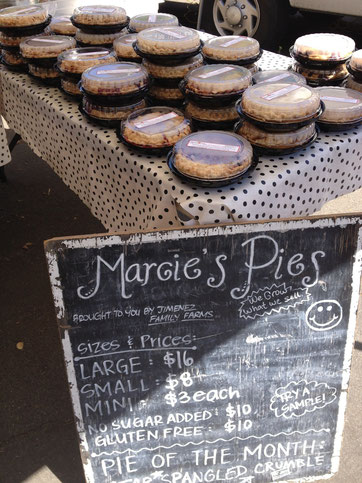 Marcie's Pies
BROUGHT TO YOU BY JIMENEZ
FAMILY FARMS.
We Grow
what we sell
Sizes & Prices:
LARGE : $16
SMALL : $8
MINI : $3 each
NO SUGAR ADDED : $10
GLUTEN FREE : $10
TRY A
SAMPLE!
PIE OF THE MONTH:
SPANGLED CRUMBLE